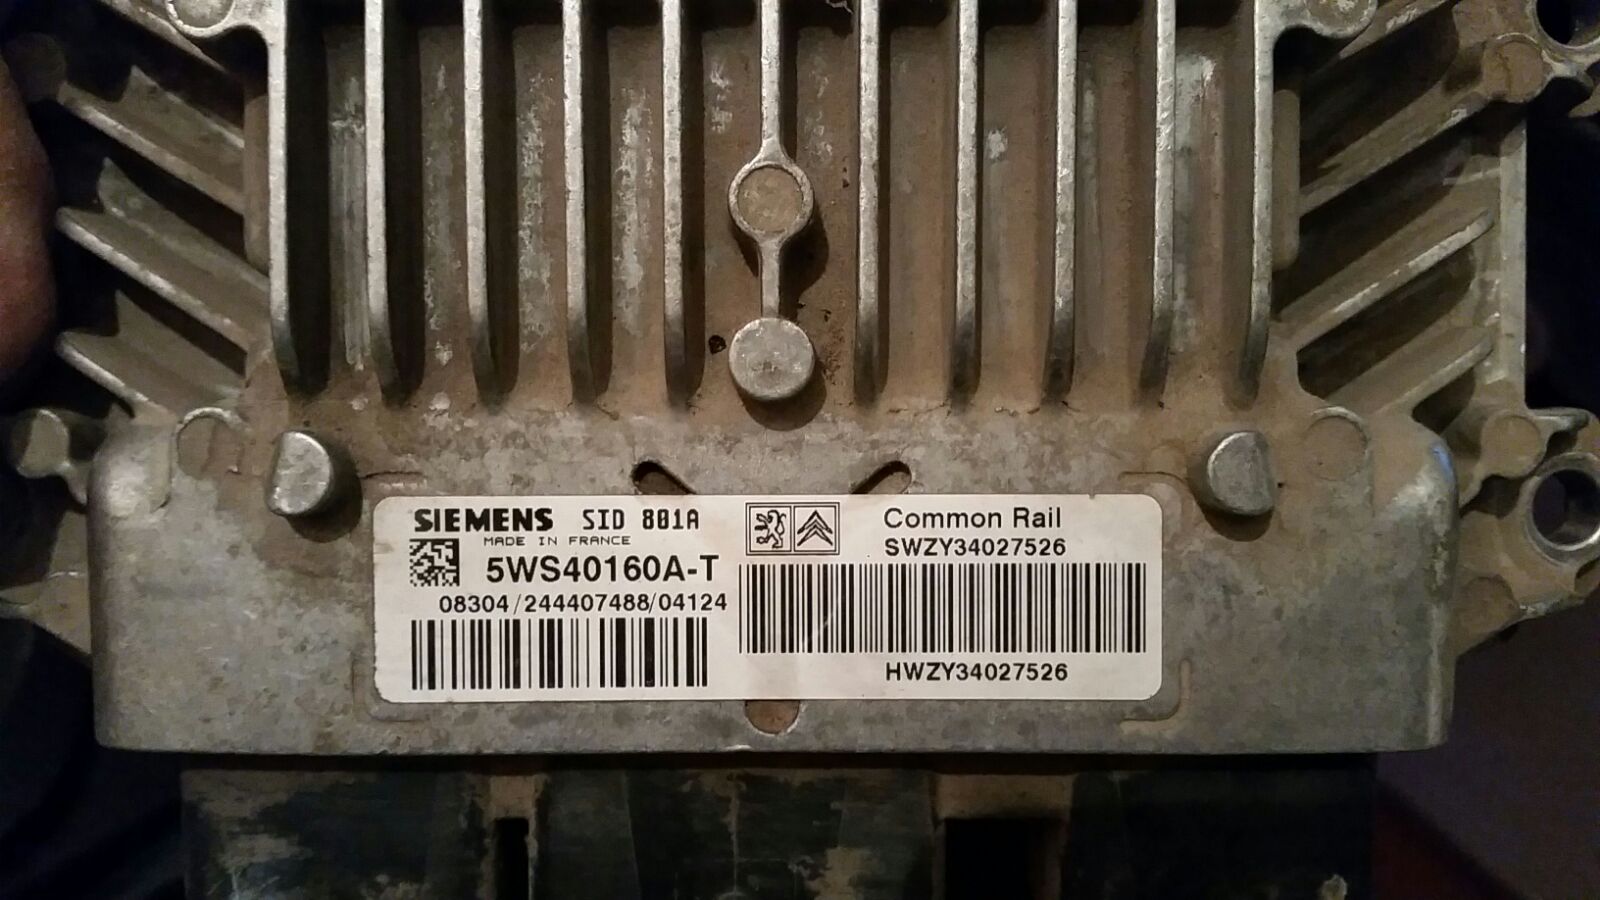 SIEMENS SID 801A
MADE IN FRANCE
5WS40160A-T
08304/244407488/04124
Common Rail
SWZY34027526
HWZY34027526